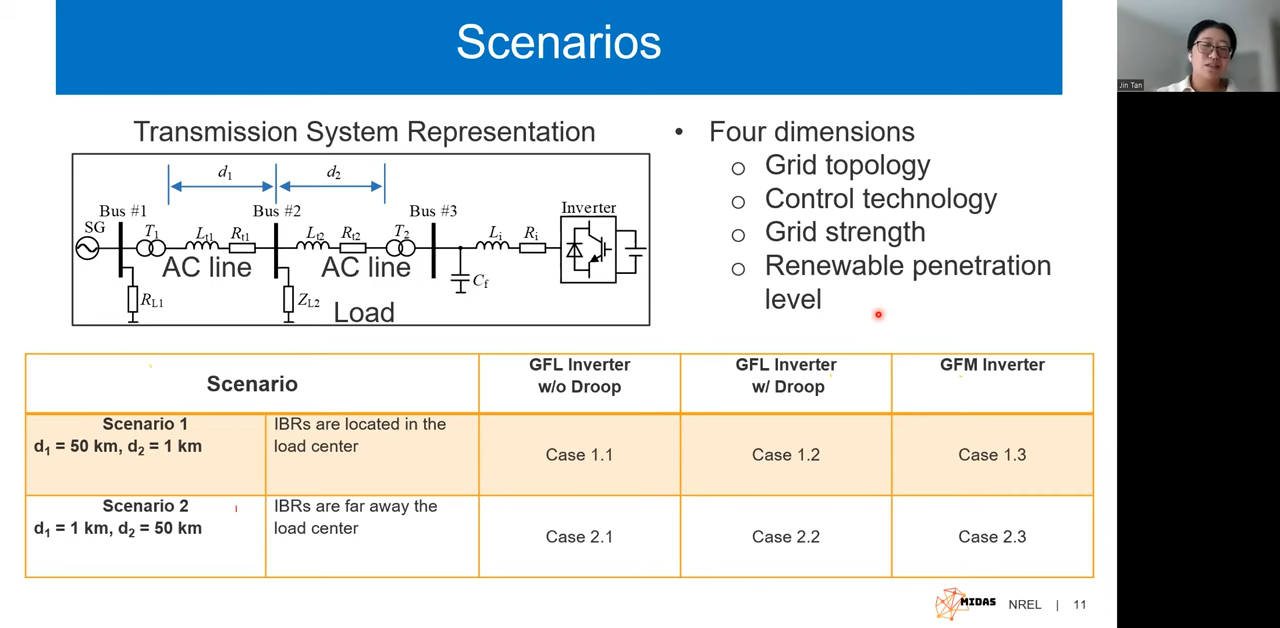 Scenarios
Jin Tan
Transmission System Representation
d1 d2
Bus #1 Bus #2 Bus #3 Inverter
SG T1 Lt1 Rt1 Lt2 Rt2 T2 Li Ri
AC line AC line
RL1 ZL2 Cf
Load
• Four dimensions
o Grid topology
o Control technology
o Grid strength
o Renewable penetration
level
Scenario
GFL Inverter
w/o Droop
GFL Inverter
w/ Droop
GFM Inverter
Scenario 1
d1 = 50 km, d2 = 1 km
IBRs are located in the
load center
Case 1.1
Case 1.2
Case 1.3
Scenario 2
d1 = 1 km, d2 = 50 km
IBRs are far away the
load center
Case 2.1
Case 2.2
Case 2.3
MIDAS NREL | 11